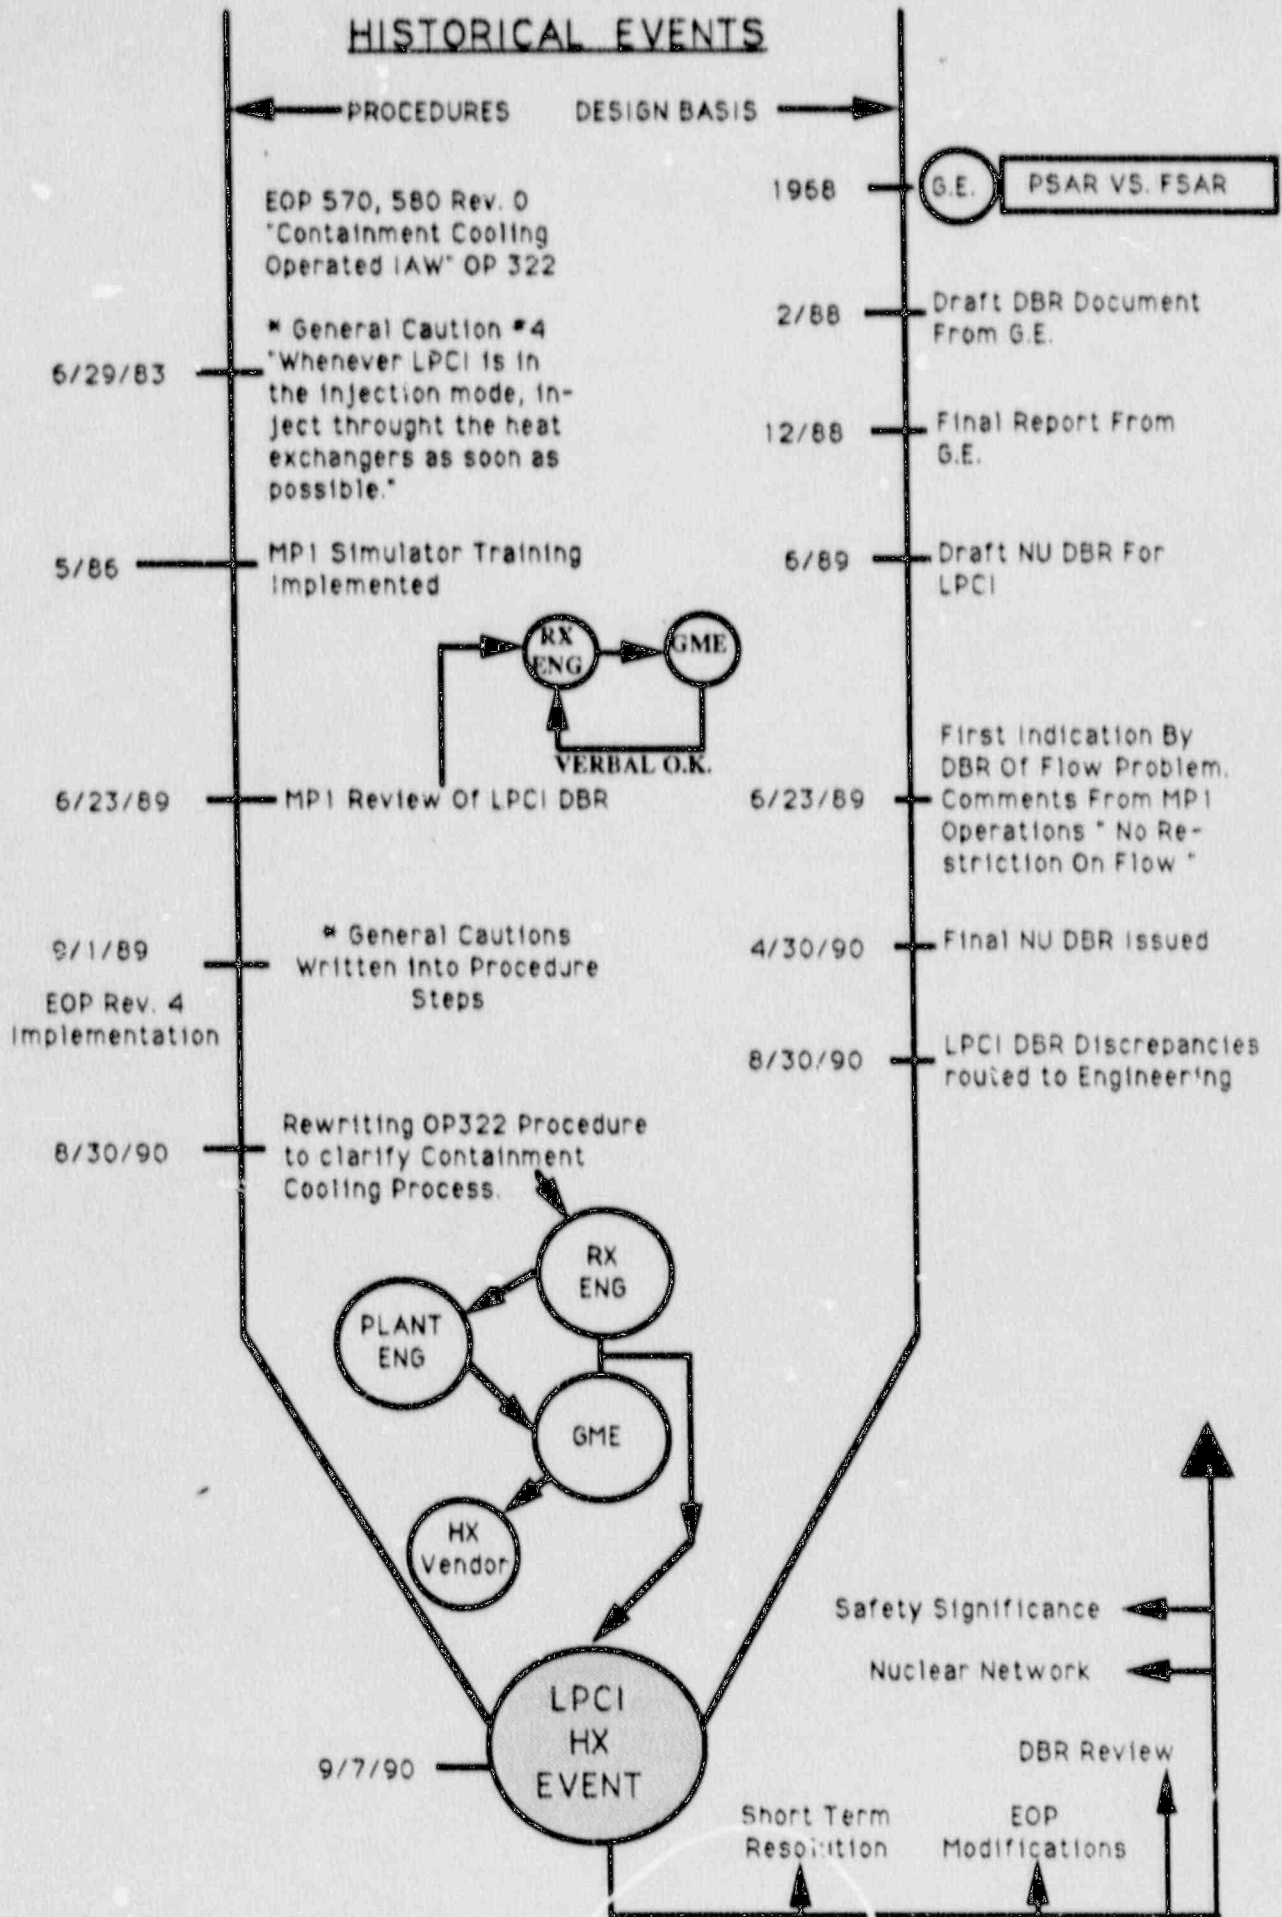 HISTORICAL EVENTS
PROCEDURES
DESIGN BASIS
EOP 570, 580 Rev. 0
"Containment Cooling
Operated IAW" OP 322
6/29/83
* General Caution #4
"Whenever LPCI is in
the injection mode, in-
ject throught the heat
exchangers as soon as
possible."
5/86
MP1 Simulator Training
Implemented
RX
ENG
GME
VERBAL O.K.
6/23/89
MP1 Review Of LPCI DBR
9/1/89
EOP Rev. 4
Implementation
* General Cautions
Written Into Procedure
Steps
8/30/90
Rewriting OP322 Procedure
to clarify Containment
Cooling Process.
RX
ENG
PLANT
ENG
GME
HX
Vendor
1968
G.E.
PSAR VS. FSAR
2/88
Draft DBR Document
From G.E.
12/88
Final Report From
G.E.
6/89
Draft NU DBR For
LPCI
6/23/89
First Indication By
DBR Of Flow Problem.
Comments From MP1
Operations " No Re-
striction On Flow "
4/30/90
Final NU DBR Issued
8/30/90
LPCI DBR Discrepancies
routed to Engineering
9/7/90
LPCI
HX
EVENT
Safety Significance
Nuclear Network
DBR Review
Short Term
Resolution
EOP
Modifications